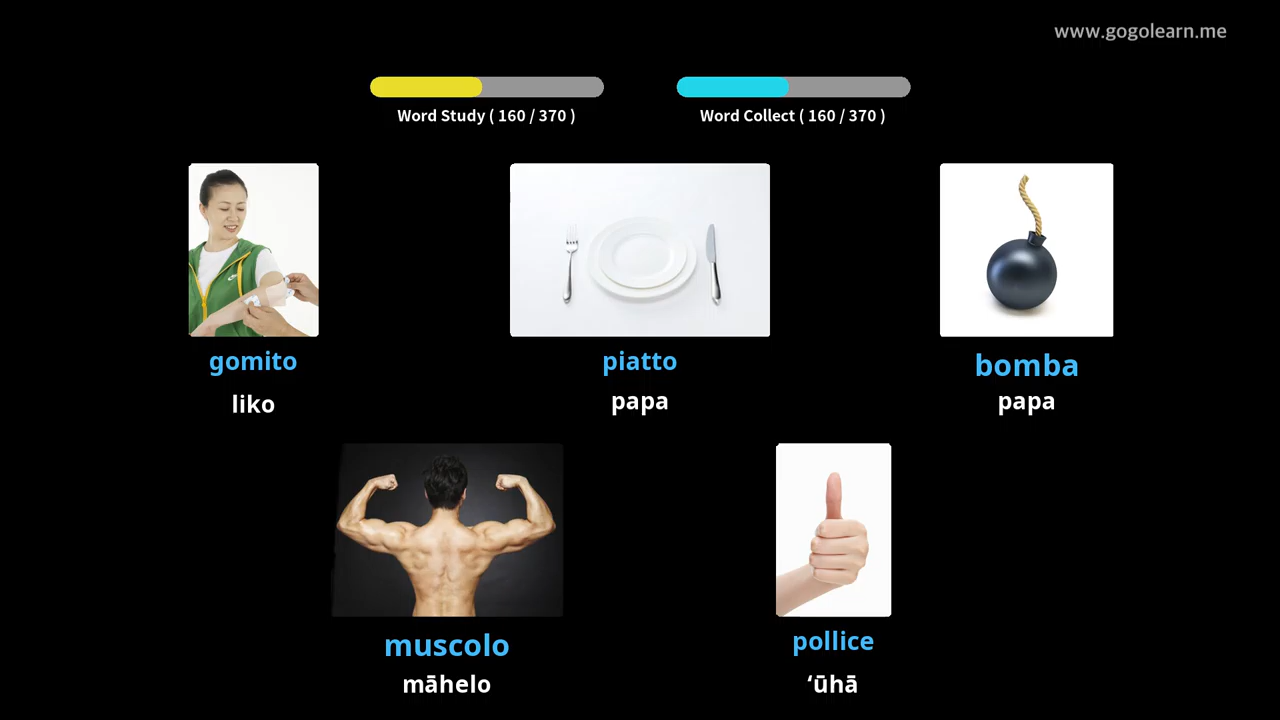 www.gogolearn.me
Word Study ( 160 / 370 )
Word Collect ( 160 / 370 )
gomito
piatto
bomba
liko
papa
papa
muscolo
pollice
māhelo
ʻūhā